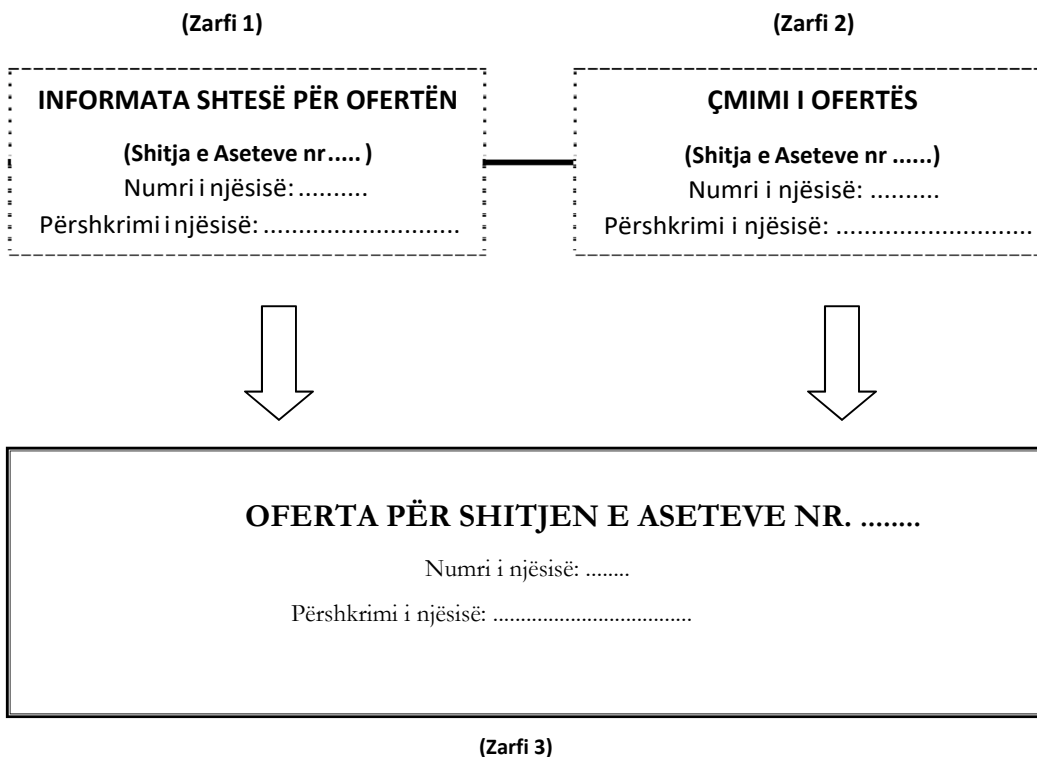 (Zarfi 1)
(Zarfi 2)
INFORMATA SHTESË PËR OFERTËN
(Shitja e Aseteve nr..... )
Numri i njësisë: ..........
Përshkrimi i njësisë: ............................
ÇMIMI I OFERTËS
(Shitja e Aseteve nr ......)
Numri i njësisë: ..........
Përshkrimi i njësisë: ............................
OFERTA PËR SHITJEN E ASETEVE NR. ........
Numri i njësisë: ........
Përshkrimi i njësisë: ...................................
(Zarfi 3)